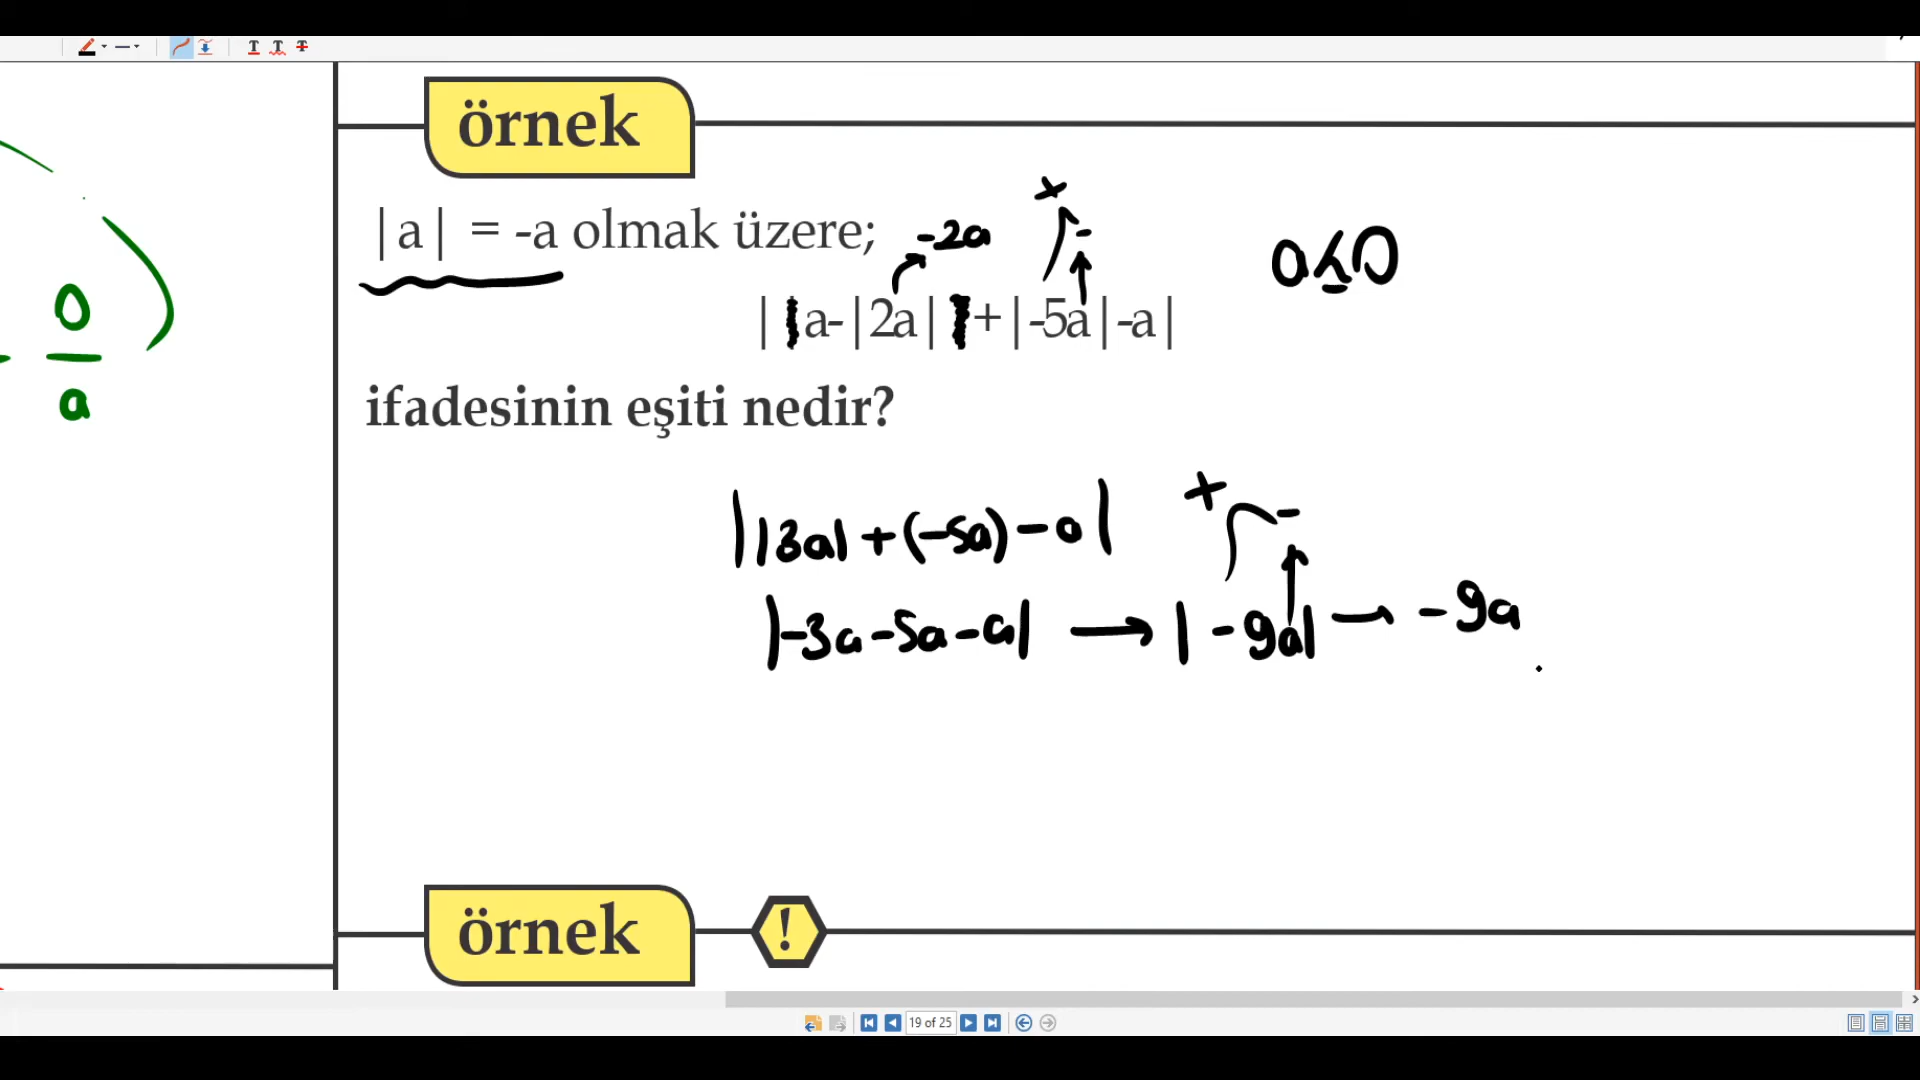 örnek
|a| = -a olmak üzere;
-2a
+
-
a≤0
||a-|2a||+|-5a|-a|
ifadesinin eşiti nedir?
0
a
||3a|+(-5a)-a|
+
-
|-3a-5a-a| → |-9a| → -9a
örnek
!
19 of 25